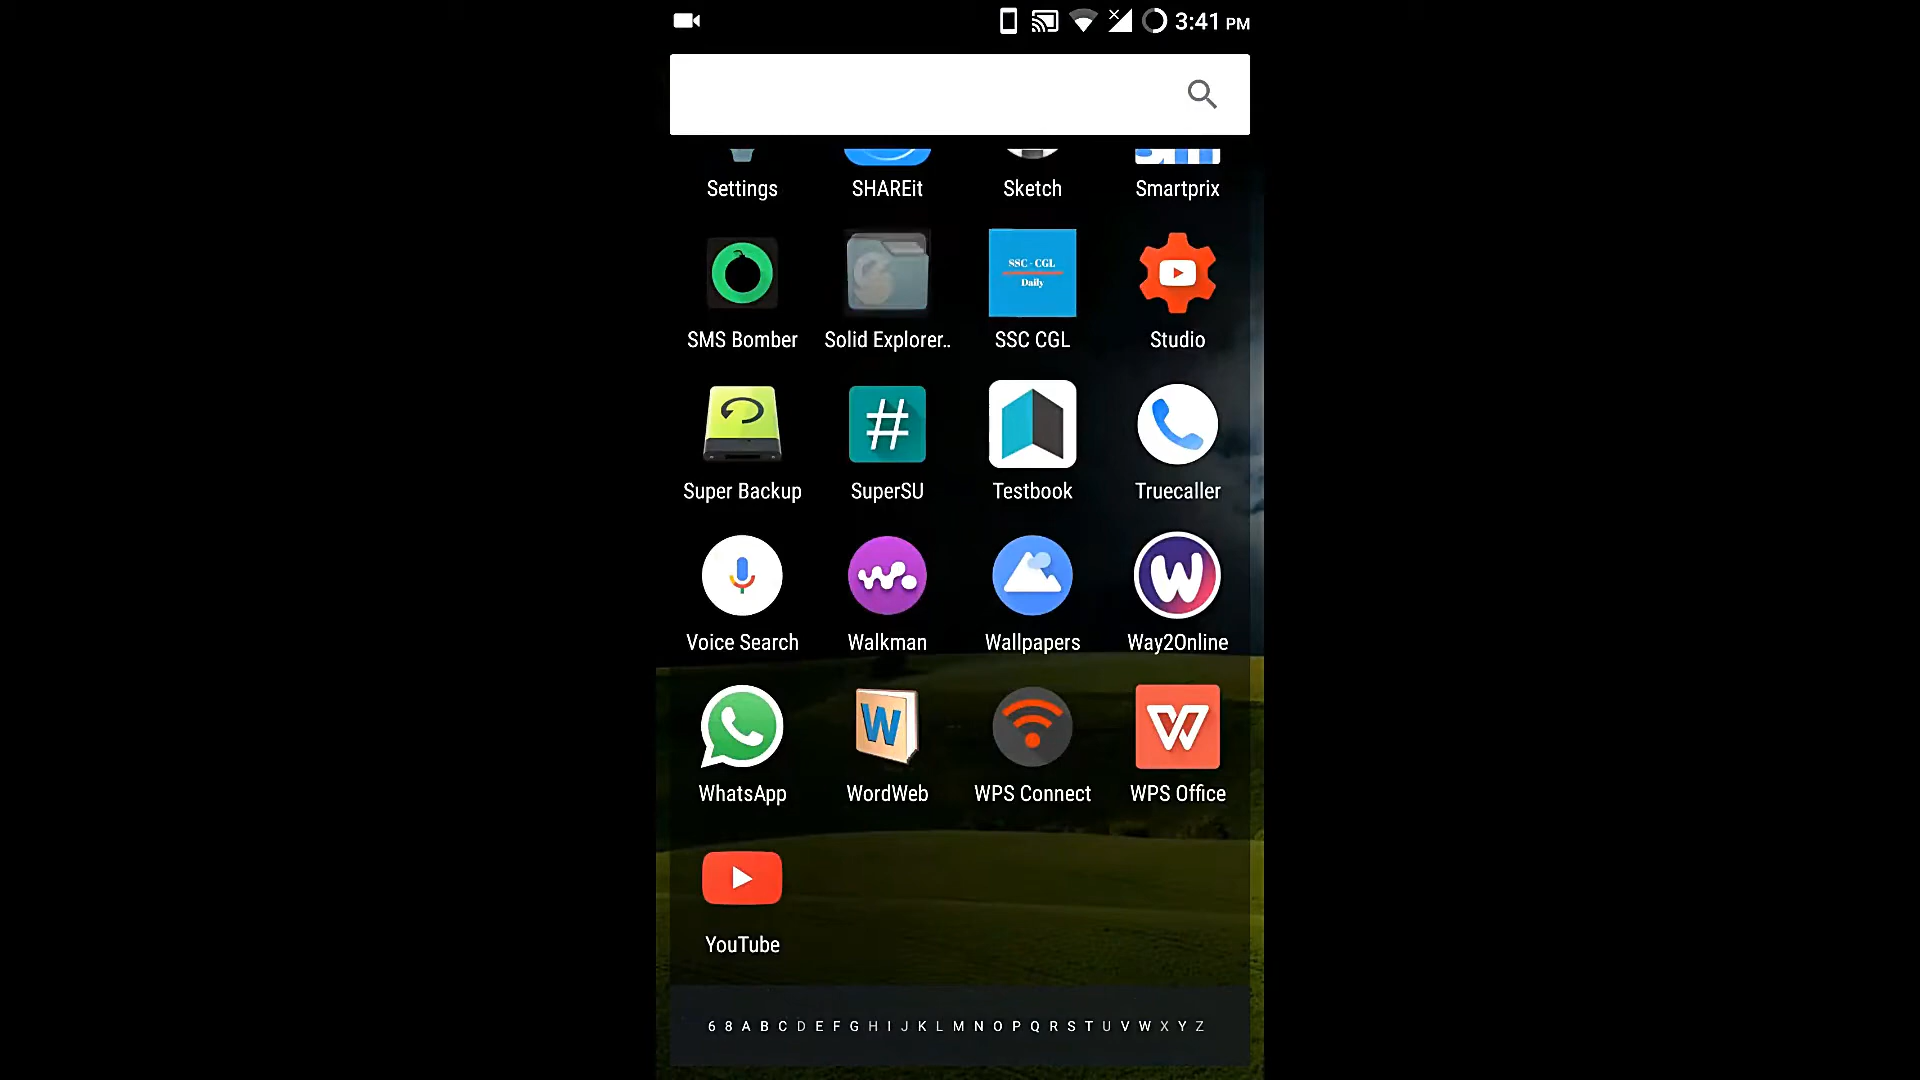 3:41 PM
Settings SHAREit Sketch Smartprix
SSC - CGL
Daily
SMS Bomber Solid Explorer.. SSC CGL Studio
#
Super Backup SuperSU Testbook Truecaller
W
Voice Search Walkman Wallpapers Way2Online
W W
WhatsApp WordWeb WPS Connect WPS Office
YouTube
6 8 A B C D E F G H I J K L M N O P Q R S T U V W X Y Z